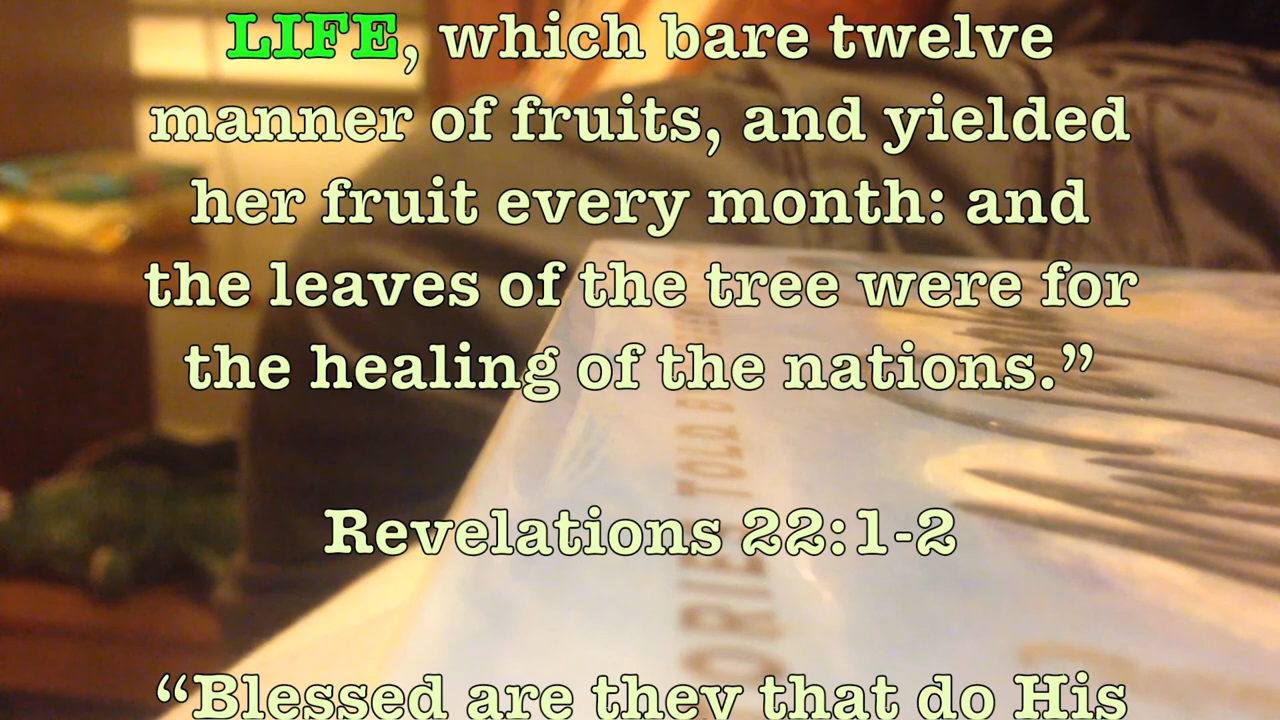 LIFE, which bare twelve
manner of fruits, and yielded
her fruit every month: and
the leaves of the tree were for
the healing of the nations.”
Revelations 22:1-2
“Blessed are they that do His
TOLD